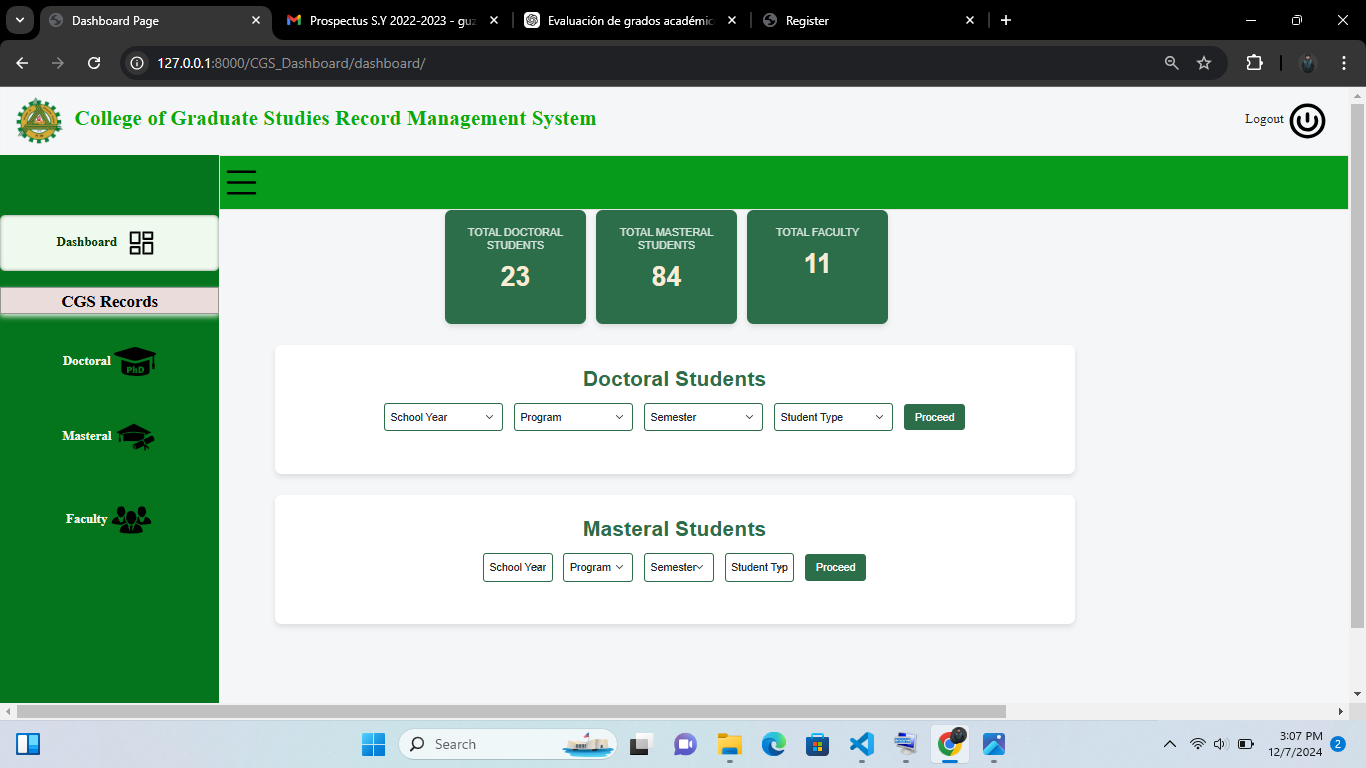 Dashboard Page
Prospectus S.Y 2022-2023 - guz
Evaluación de grados académic
Register
127.0.0.1:8000/CGS_Dashboard/dashboard/
College of Graduate Studies Record Management System
Logout
Dashboard
CGS Records
Doctoral
PhD
Masteral
Faculty
TOTAL DOCTORAL
STUDENTS
23
TOTAL MASTERAL
STUDENTS
84
TOTAL FACULTY
11
Doctoral Students
School Year
Program
Semester
Student Type
Proceed
Masteral Students
School Year
Program
Semester
Student Typ
Proceed
Search
3:07 PM
12/7/2024
2